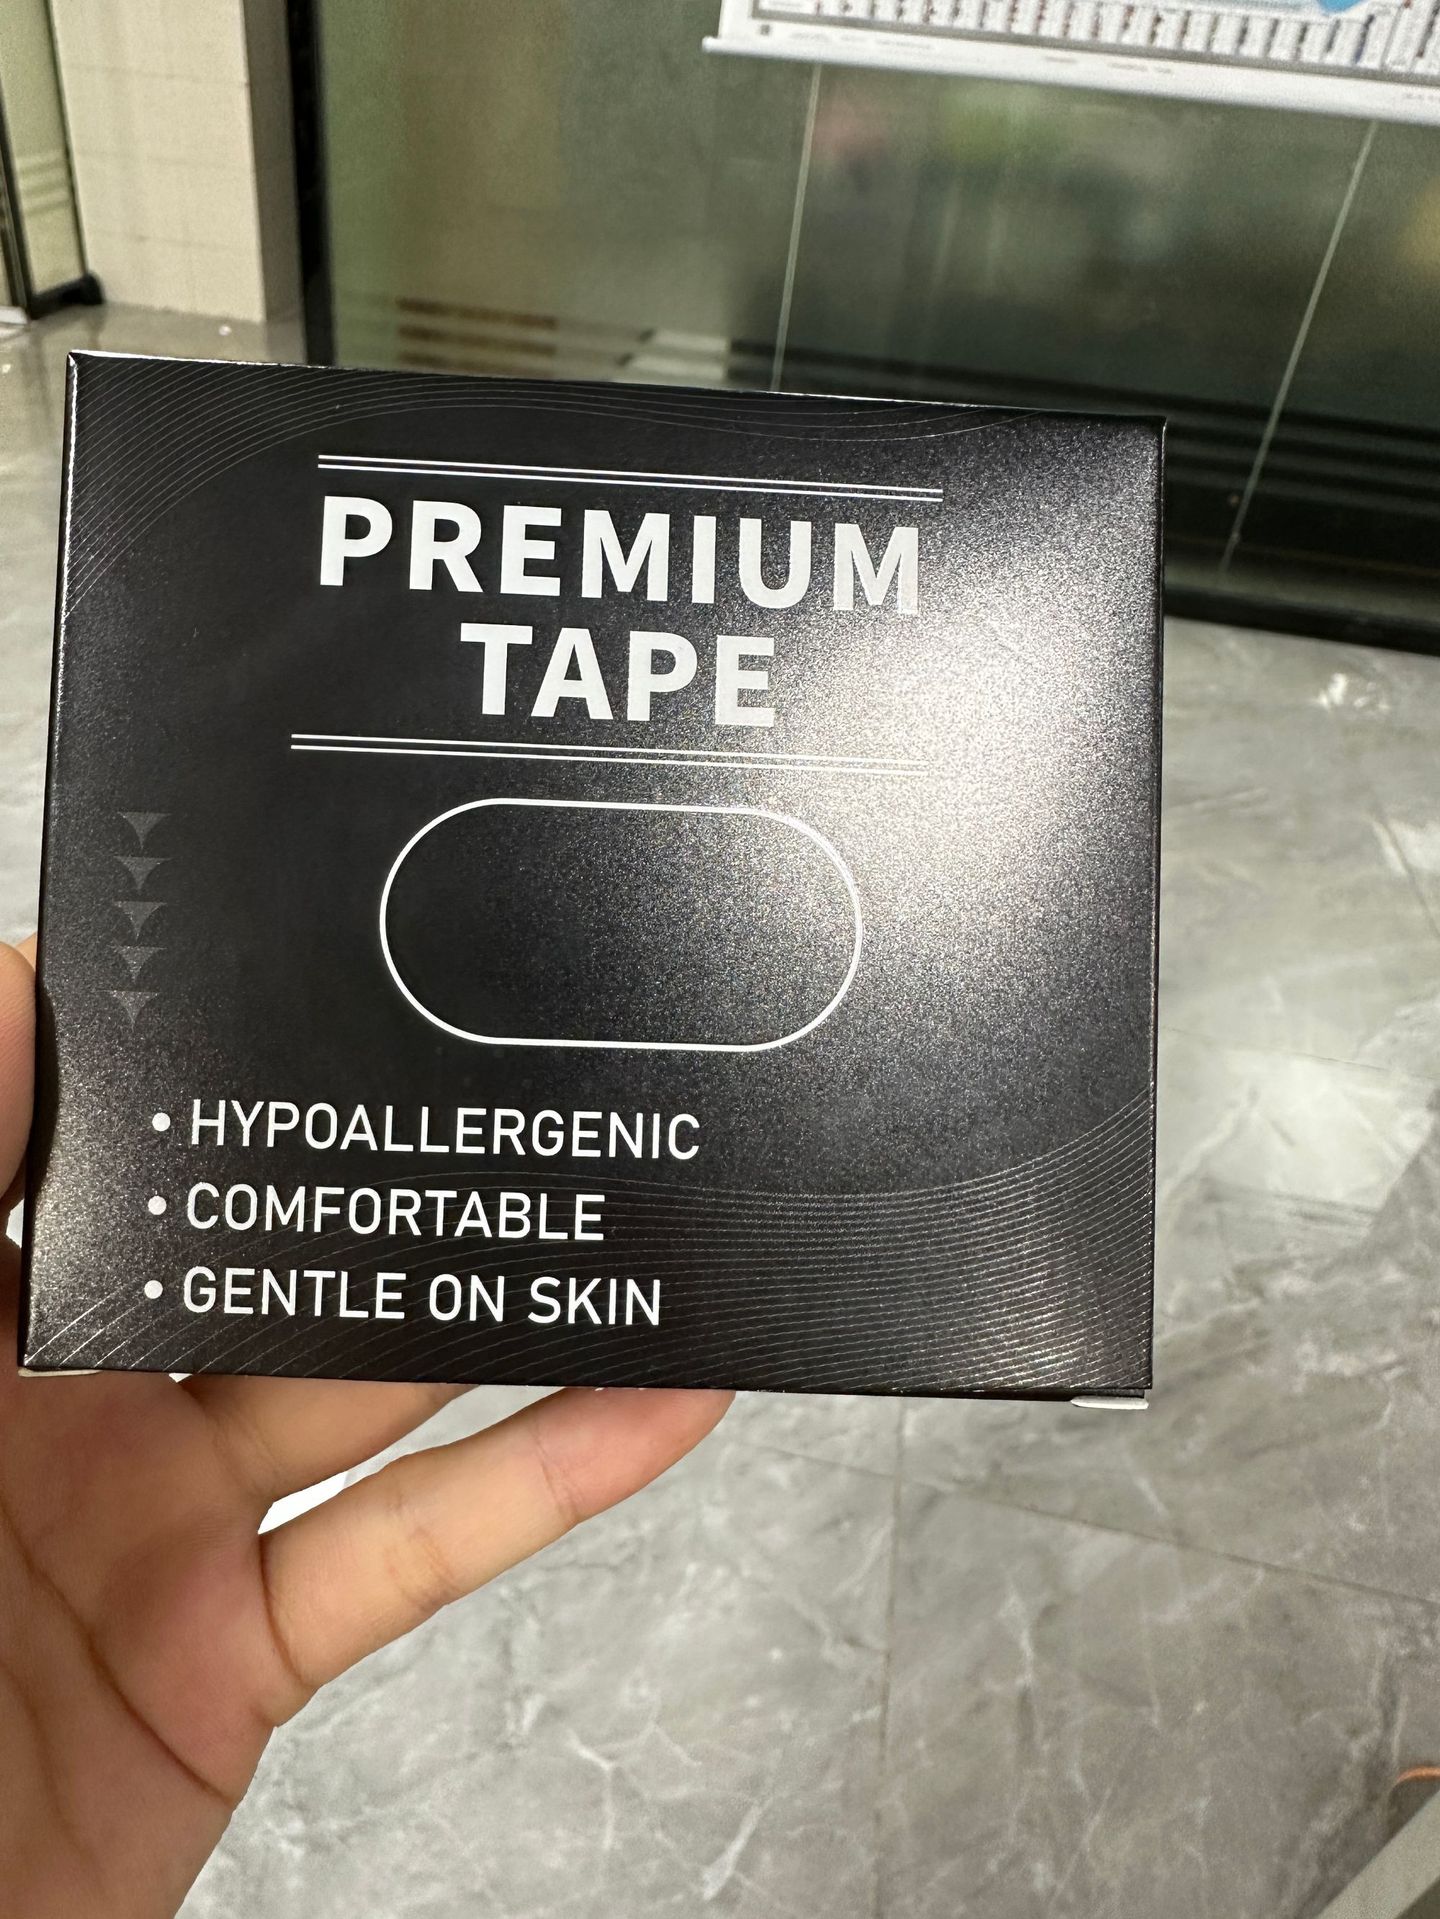 PREMIUM
TAPE
• HYPOALLERGENIC
• COMFORTABLE
• GENTLE ON SKIN